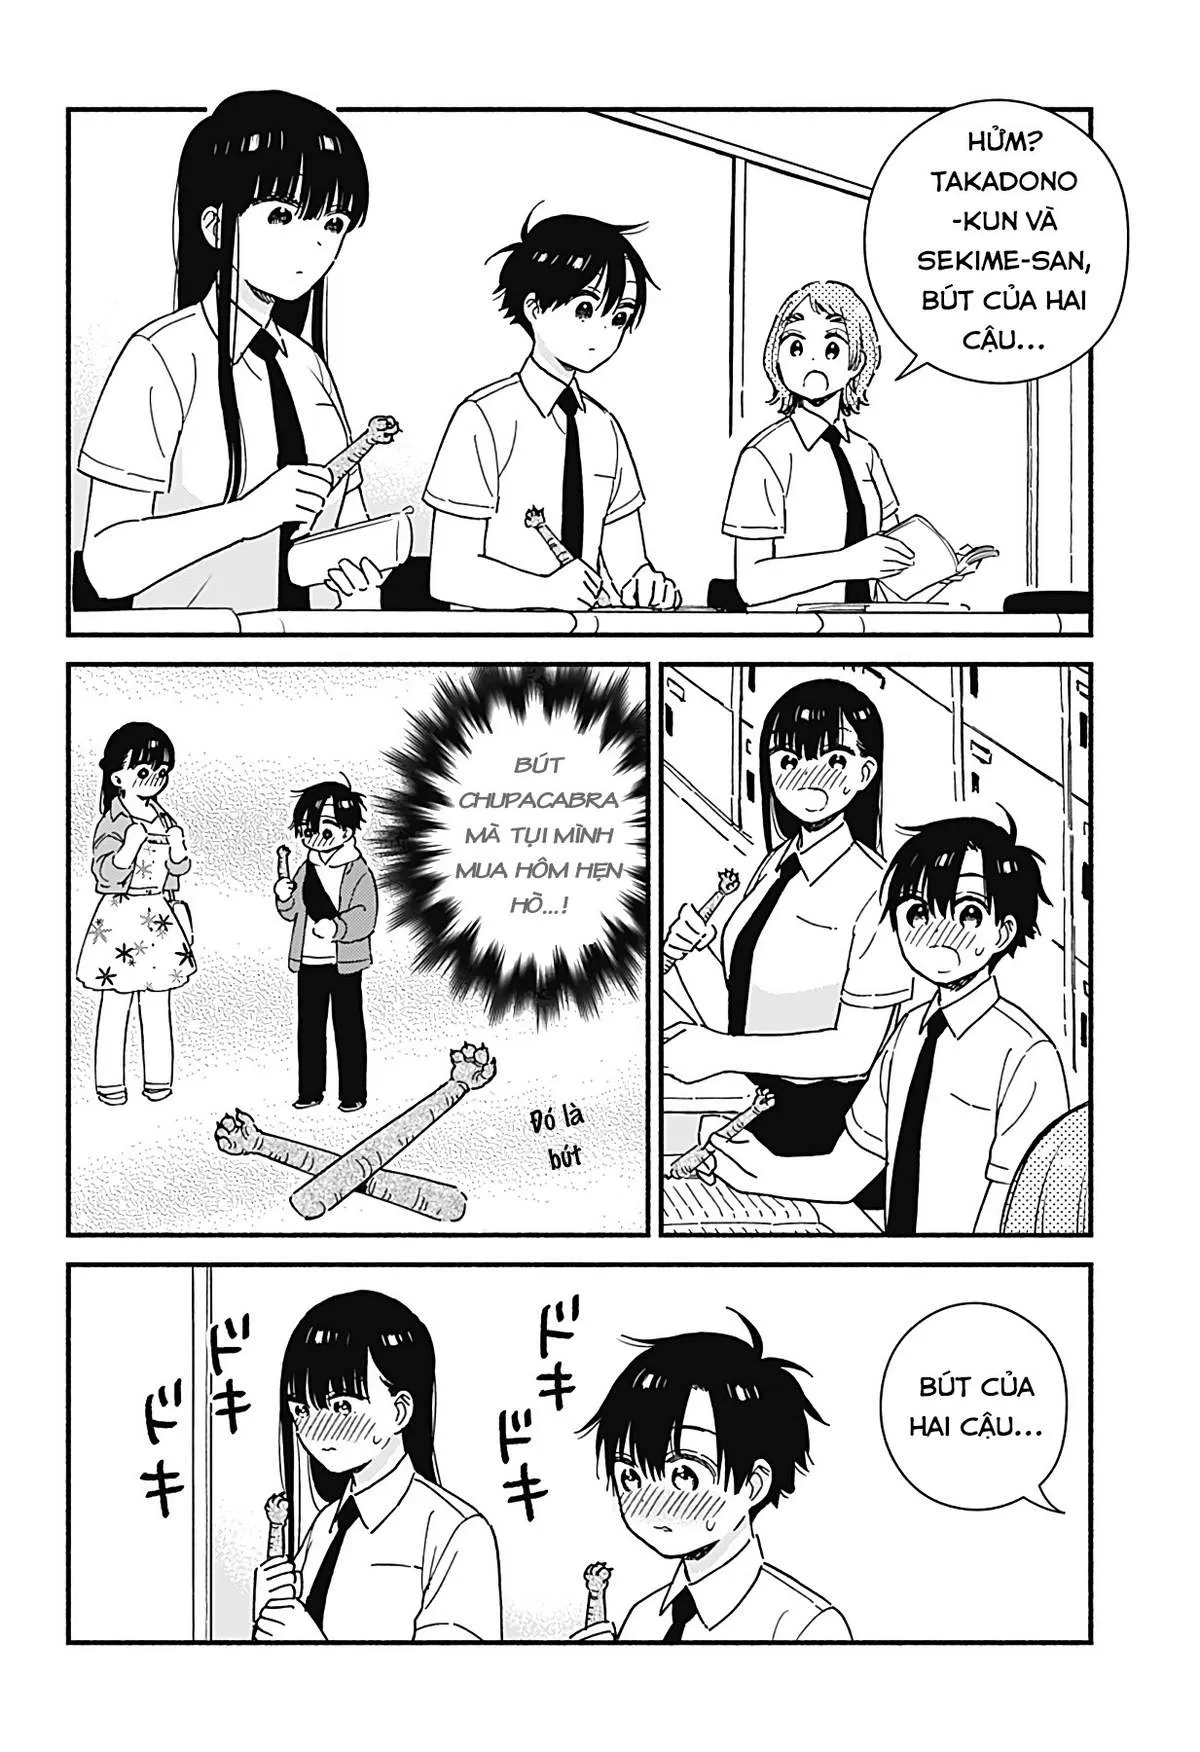 HỬM?
TAKADONO
-KUN VÀ
SEKIME-SAN,
BÚT CỦA HAI
CẬU...
BÚT
CHUPACABRA
MÀ TỤI MÌNH
MUA HÔM HẸN
HÒ...!
Đó là
bút
BÚT CỦA
HAI CẬU...
ドキ
ドキ
ドキ
ドキ